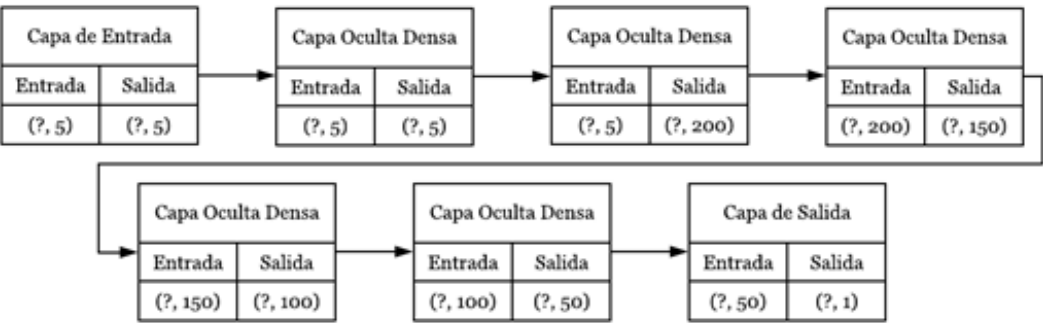 Capa de Entrada
Entrada Salida
(?, 5) (?, 5)
Capa Oculta Densa
Entrada Salida
(?, 5) (?, 5)
Capa Oculta Densa
Entrada Salida
(?, 5) (?, 200)
Capa Oculta Densa
Entrada Salida
(?, 200) (?, 150)
Capa Oculta Densa
Entrada Salida
(?, 150) (?, 100)
Capa Oculta Densa
Entrada Salida
(?, 100) (?, 50)
Capa de Salida
Entrada Salida
(?, 50) (?, 1)